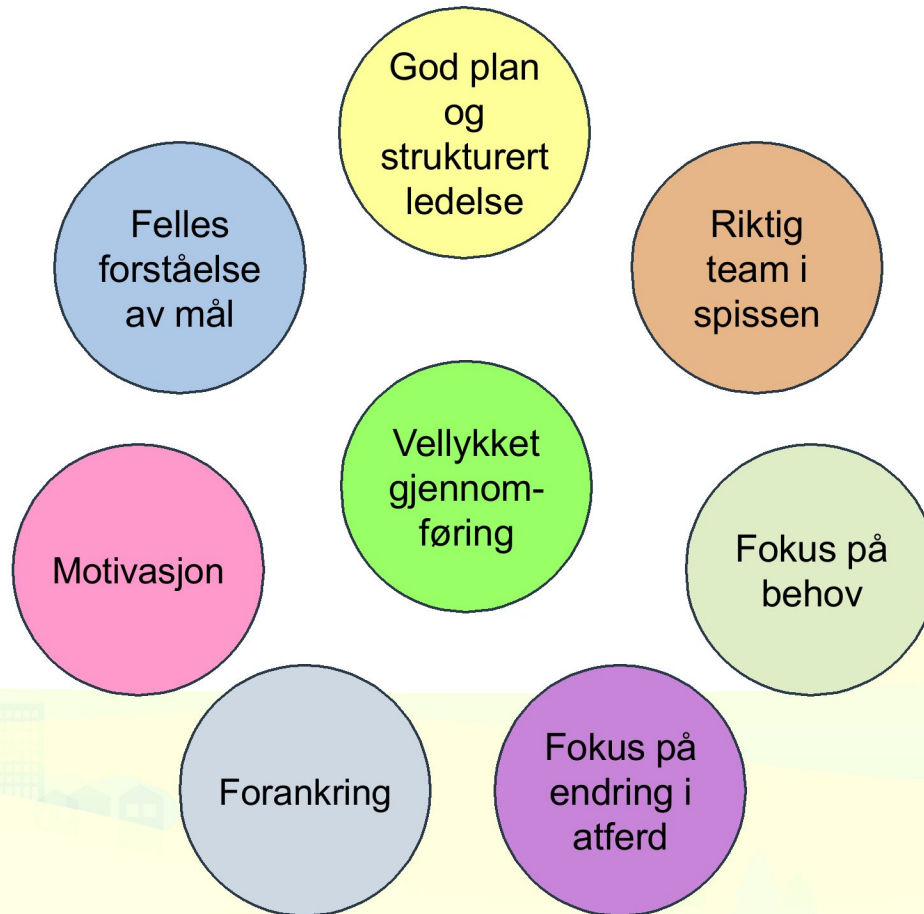 God plan
og
strukturert
ledelse
Felles
forståelse
av mål
Riktig
team i
spissen
Vellykket
gjennom-
føring
Motivasjon
Fokus på
behov
Forankring
Fokus på
endring i
atferd